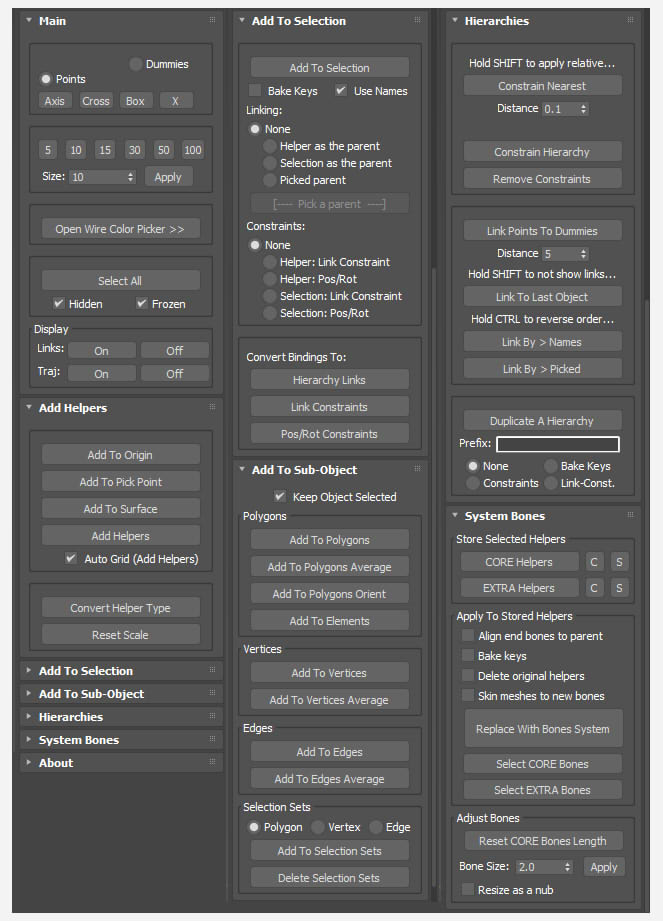 Main
Dummies
Points
Axis Cross Box X
5 10 15 30 50 100
Size: 10 Apply
Open Wire Color Picker >>
Select All
Hidden Frozen
Display
Links: On Off
Traj: On Off
Add Helpers
Add To Origin
Add To Pick Point
Add To Surface
Add Helpers
Auto Grid (Add Helpers)
Convert Helper Type
Reset Scale
Add To Selection
Add To Sub-Object
Hierarchies
System Bones
About
Add To Selection
Add To Selection
Bake Keys Use Names
Linking:
None
Helper as the parent
Selection as the parent
Picked parent
[---- Pick a parent ----]
Constraints:
None
Helper: Link Constraint
Helper: Pos/Rot
Selection: Link Constraint
Selection: Pos/Rot
Convert Bindings To:
Hierarchy Links
Link Constraints
Pos/Rot Constraints
Add To Sub-Object
Keep Object Selected
Polygons
Add To Polygons
Add To Polygons Average
Add To Polygons Orient
Add To Elements
Vertices
Add To Vertices
Add To Vertices Average
Edges
Add To Edges
Add To Edges Average
Selection Sets
Polygon Vertex Edge
Add To Selection Sets
Delete Selection Sets
Hierarchies
Hold SHIFT to apply relative...
Constrain Nearest
Distance 0.1
Constrain Hierarchy
Remove Constraints
Link Points To Dummies
Distance 5
Hold SHIFT to not show links...
Link To Last Object
Hold CTRL to reverse order...
Link By > Names
Link By > Picked
Duplicate A Hierarchy
Prefix:
None Bake Keys
Constraints Link-Const.
System Bones
Store Selected Helpers
CORE Helpers C S
EXTRA Helpers C S
Apply To Stored Helpers
Align end bones to parent
Bake keys
Delete original helpers
Skin meshes to new bones
Replace With Bones System
Select CORE Bones
Select EXTRA Bones
Adjust Bones
Reset CORE Bones Length
Bone Size: 2.0 Apply
Resize as a nub